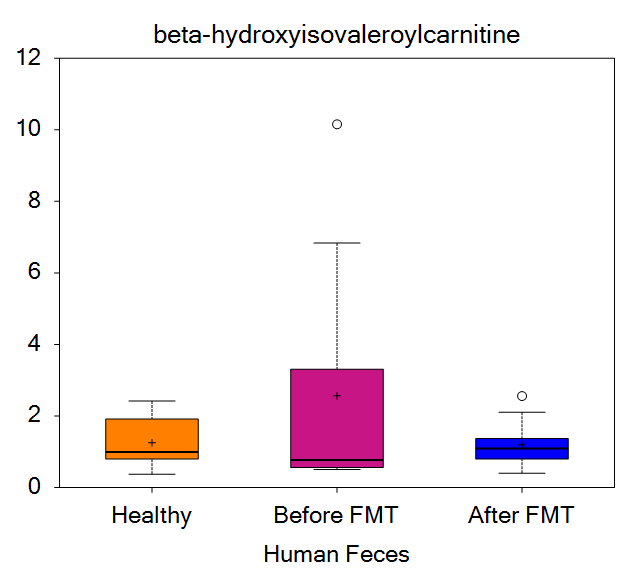 beta-hydroxyisovaleroylcarnitine
12
10
8
6
4
2
0
Healthy Before FMT After FMT
Human Feces